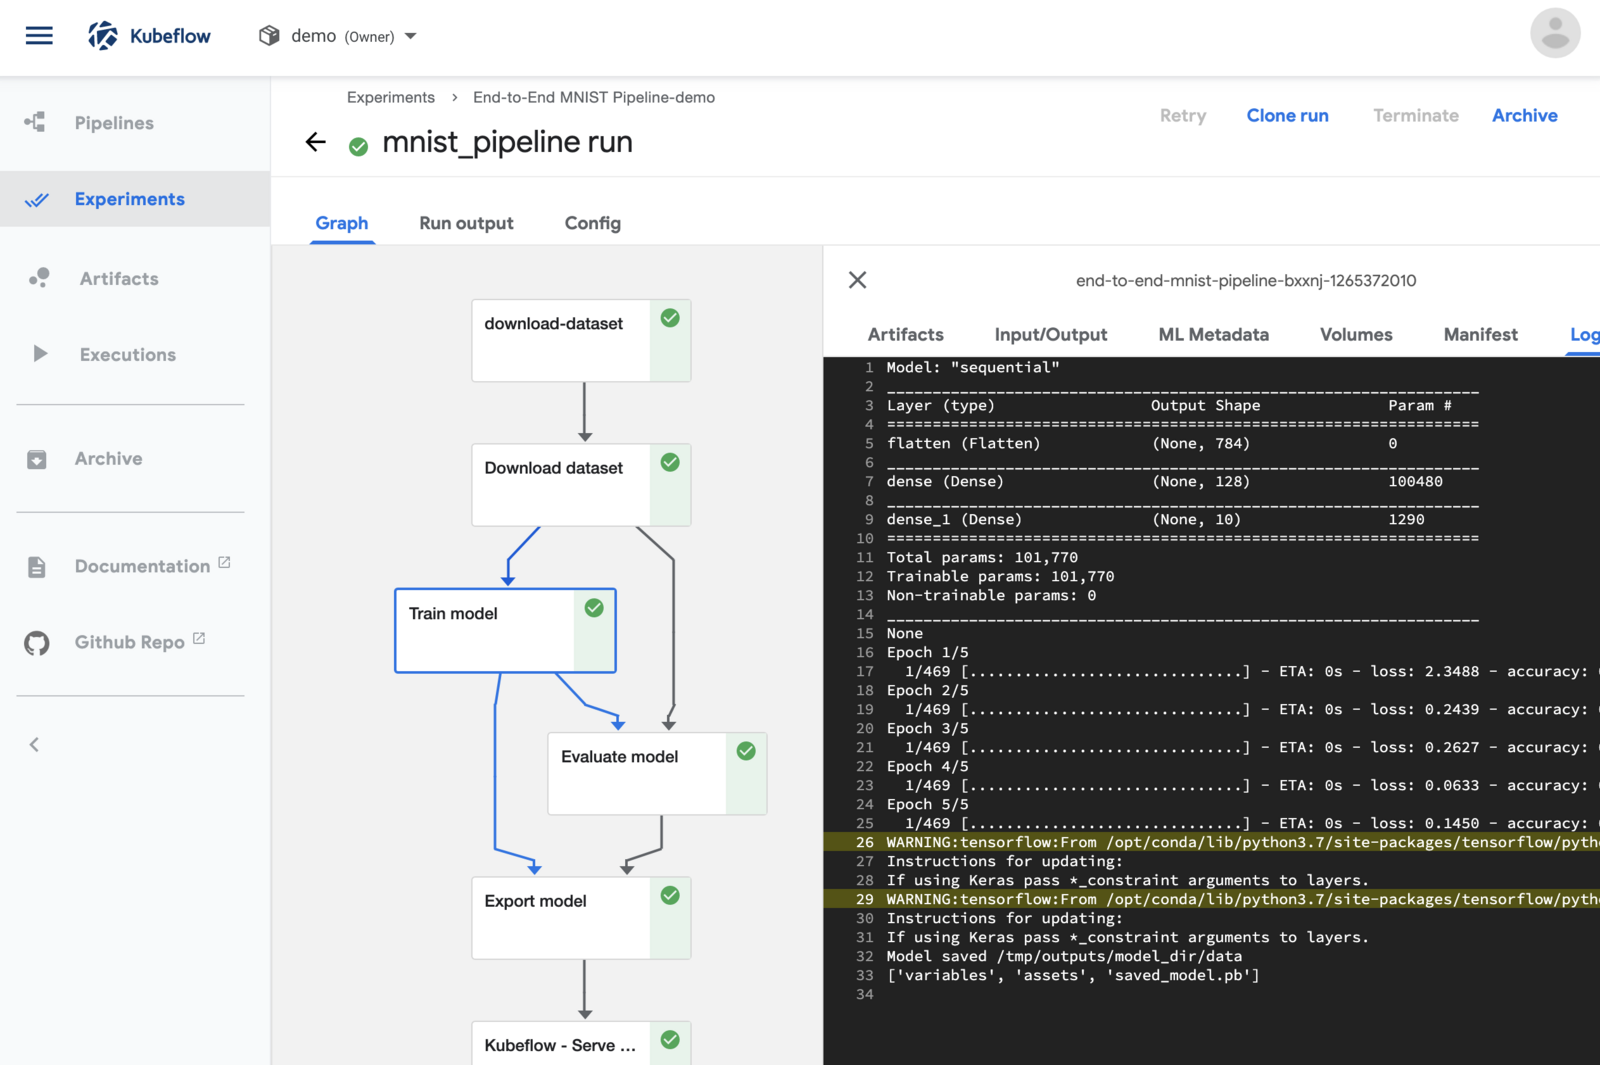 Kubeflow
demo (Owner)
Pipelines
Experiments
Artifacts
Executions
Archive
Documentation
Github Repo
Experiments > End-to-End MNIST Pipeline-demo
mnist_pipeline run
Retry
Clone run
Terminate
Archive
Graph
Run output
Config
download-dataset
Download dataset
Train model
Evaluate model
Export model
Kubeflow - Serve ...
end-to-end-mnist-pipeline-bxxnj-1265372010
Artifacts
Input/Output
ML Metadata
Volumes
Manifest
Log
1 Model: "sequential"
2 _________________________________________________________________
3 Layer (type) Output Shape Param #
4 =================================================================
5 flatten (Flatten) (None, 784) 0
6 _________________________________________________________________
7 dense (Dense) (None, 128) 100480
8 _________________________________________________________________
9 dense_1 (Dense) (None, 10) 1290
10 =================================================================
11 Total params: 101,770
12 Trainable params: 101,770
13 Non-trainable params: 0
14 _________________________________________________________________
15 None
16 Epoch 1/5
17 1/469 [..............................] - ETA: 0s - loss: 2.3488 - accuracy:
18 Epoch 2/5
19 1/469 [..............................] - ETA: 0s - loss: 0.2439 - accuracy:
20 Epoch 3/5
21 1/469 [..............................] - ETA: 0s - loss: 0.2627 - accuracy:
22 Epoch 4/5
23 1/469 [..............................] - ETA: 0s - loss: 0.0633 - accuracy:
24 Epoch 5/5
25 1/469 [..............................] - ETA: 0s - loss: 0.1450 - accuracy:
26 WARNING:tensorflow:From /opt/conda/lib/python3.7/site-packages/tensorflow/pyth
27 Instructions for updating:
28 If using Keras pass *_constraint arguments to layers.
29 WARNING:tensorflow:From /opt/conda/lib/python3.7/site-packages/tensorflow/pyth
30 Instructions for updating:
31 If using Keras pass *_constraint arguments to layers.
32 Model saved /tmp/outputs/model_dir/data
33 ['variables', 'assets', 'saved_model.pb']
34